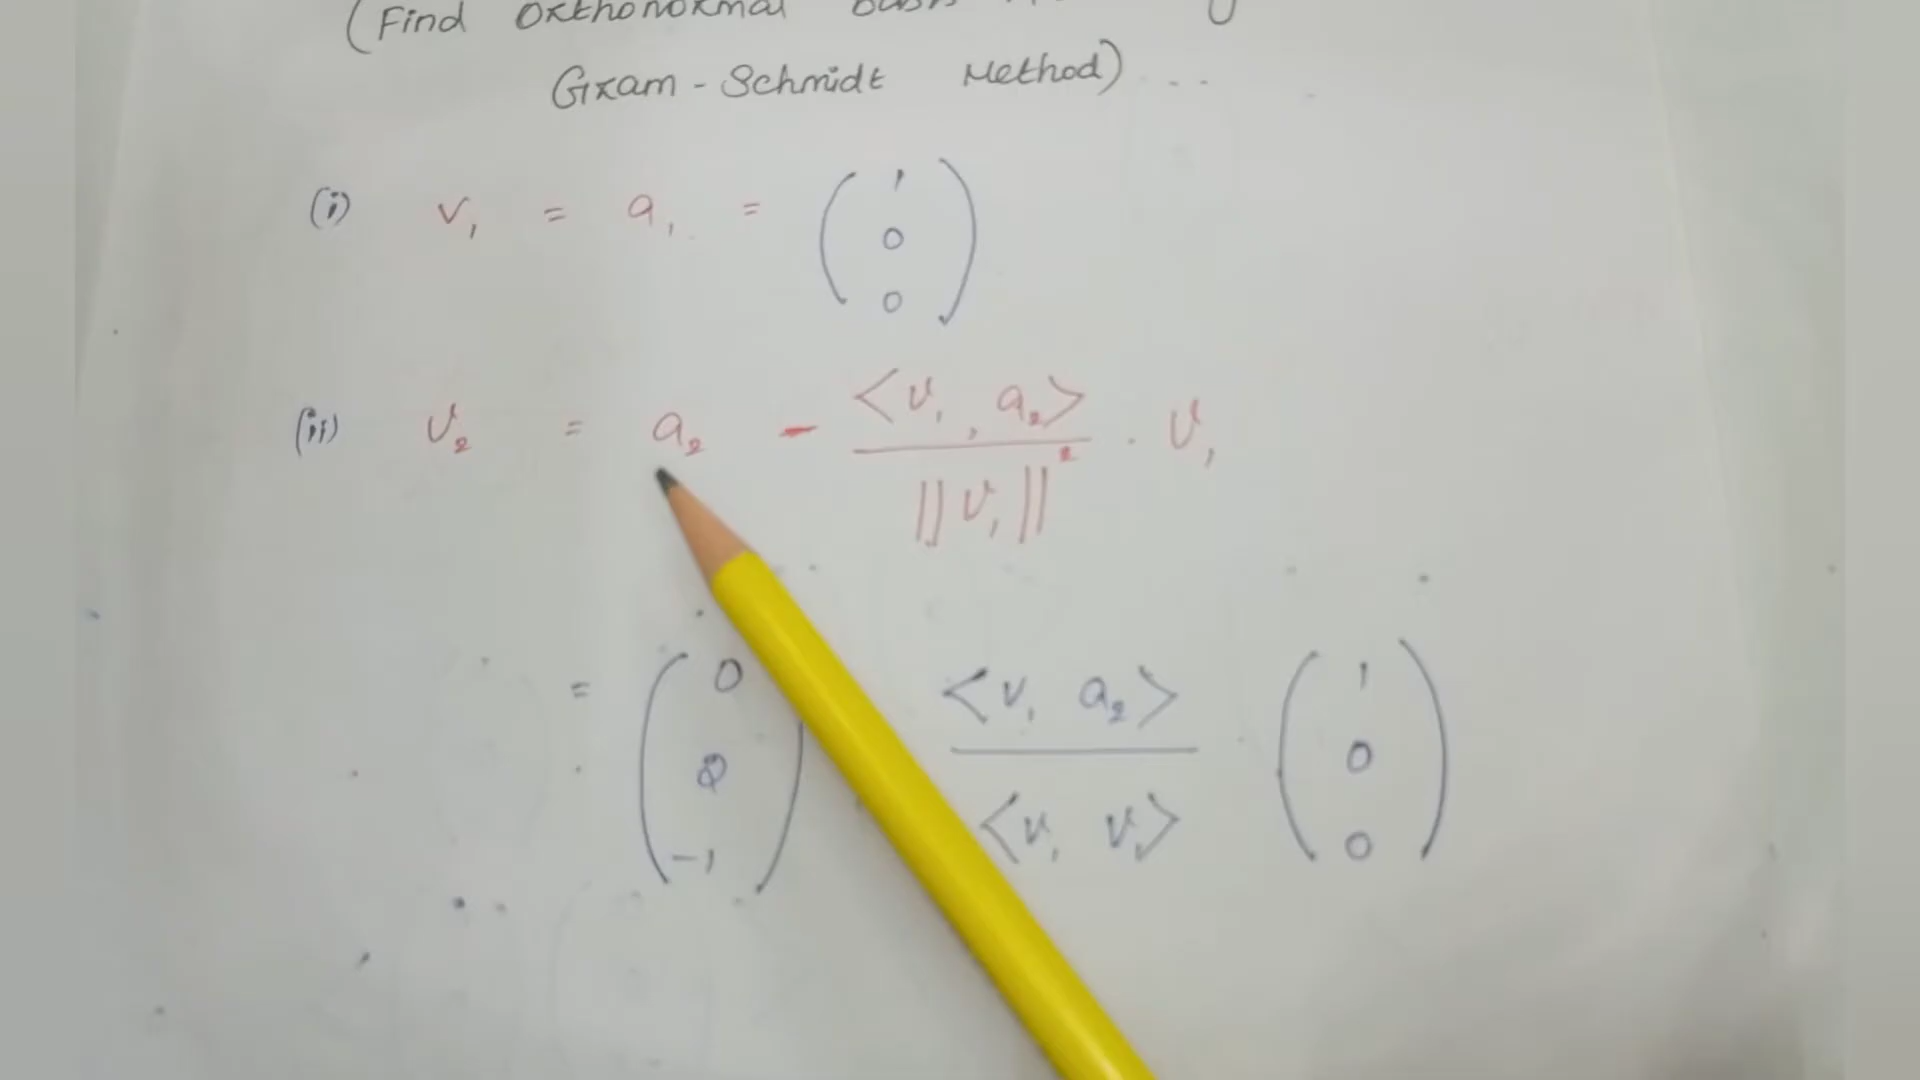 (Find Orthonormal
Gram - Schmidt Method) ...
(i) v₁ = a₁ = ( 1
0
0 )
(ii) v₂ = a₂ - <v₁, a₂> / ||v₁||² . v₁
= ( 0
-1 ) <v₁ a₂> / <v₁ v₁> ( 1
0
0 )